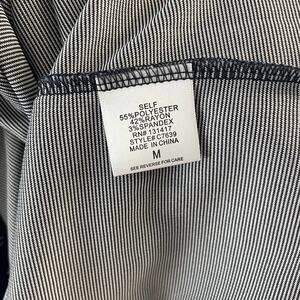 SELF
55%POLYESTER
42%RAYON
3%SPANDEX
RN# 131417
STYLE# C7639
MADE IN CHINA
M
SEE REVERSE FOR CARE